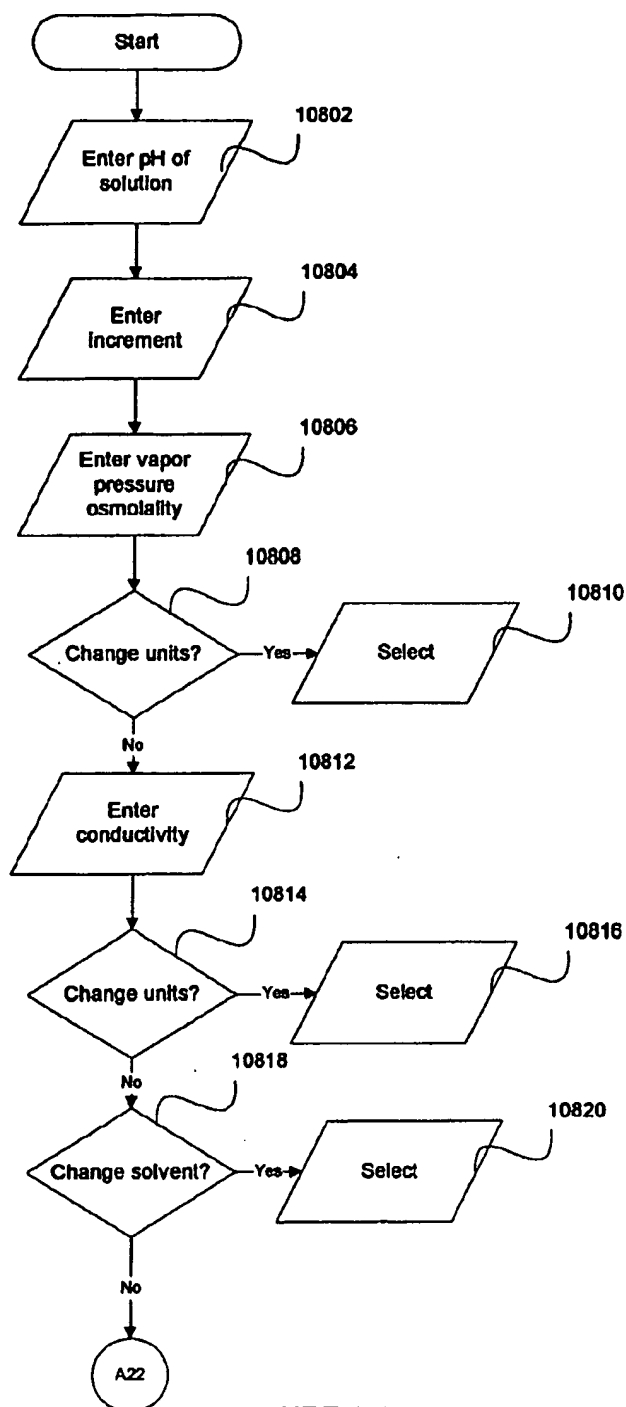 Start
10802
Enter pH of
solution
10804
Enter
increment
10806
Enter vapor
pressure
osmolality
10808
10810
Change units?
Yes
Select
No
10812
Enter
conductivity
10814
10816
Change units?
Yes
Select
No
10818
10820
Change solvent?
Yes
Select
No
A22